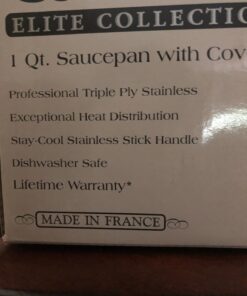 ELITE COLLECTIO
1 Qt. Saucepan with Cov
Professional Triple Ply Stainless
Exceptional Heat Distribution
Stay-Cool Stainless Stick Handle
Dishwasher Safe
Lifetime Warranty*
MADE IN FRANCE